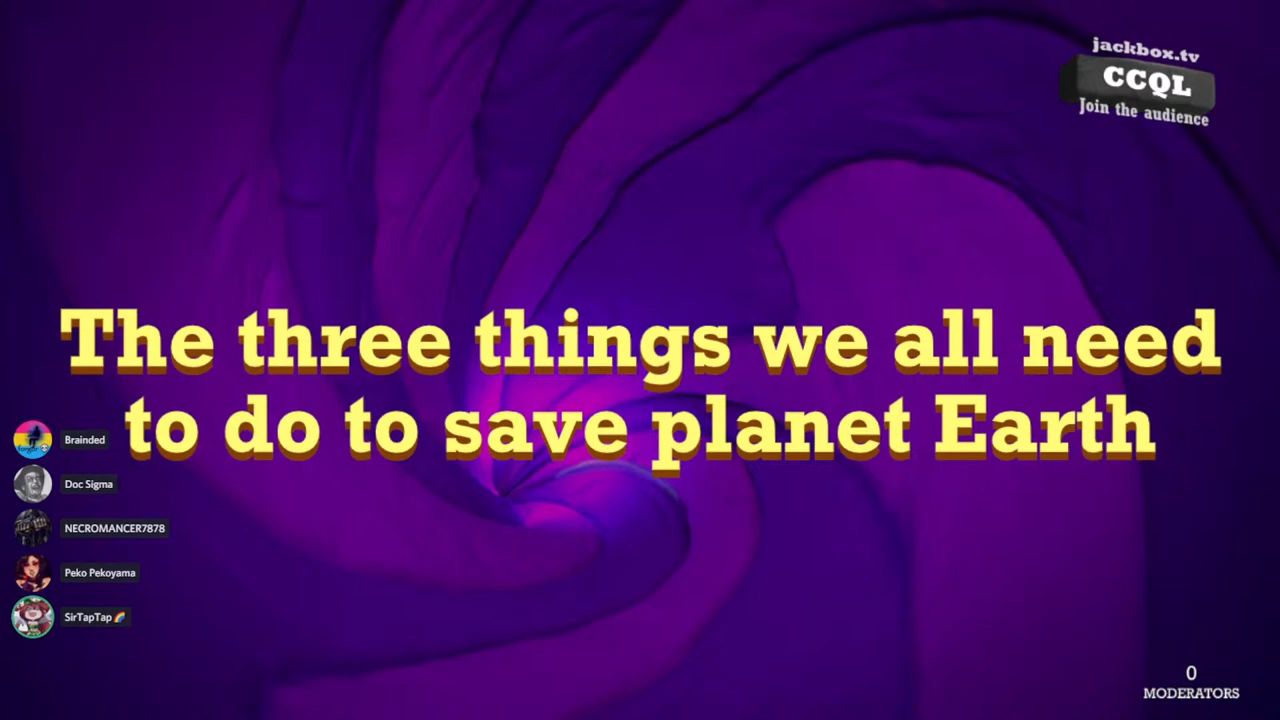 jackbox.tv
CCQL
Join the audience
The three things we all need
to do to save planet Earth
Brainded
Doc Sigma
NECROMANCER7878
Peko Pekoyama
SirTapTap🌈
0
MODERATORS